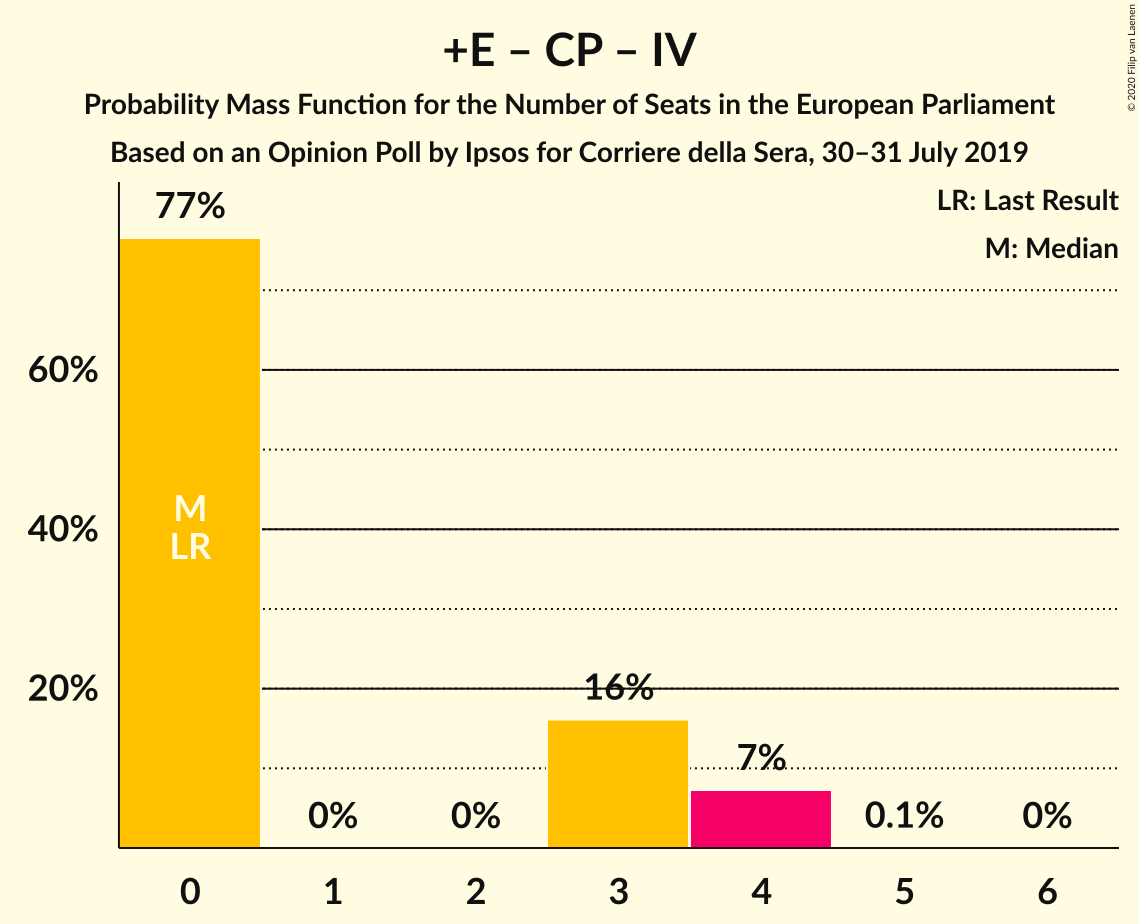 +E – CP – IV
Probability Mass Function for the Number of Seats in the European Parliament
Based on an Opinion Poll by Ipsos for Corriere della Sera, 30–31 July 2019
© 2020 Filip van Laenen
LR: Last Result
M: Median
77%
60%
40%
20%
M
LR
0%
0%
16%
7%
0.1%
0%
0
1
2
3
4
5
6